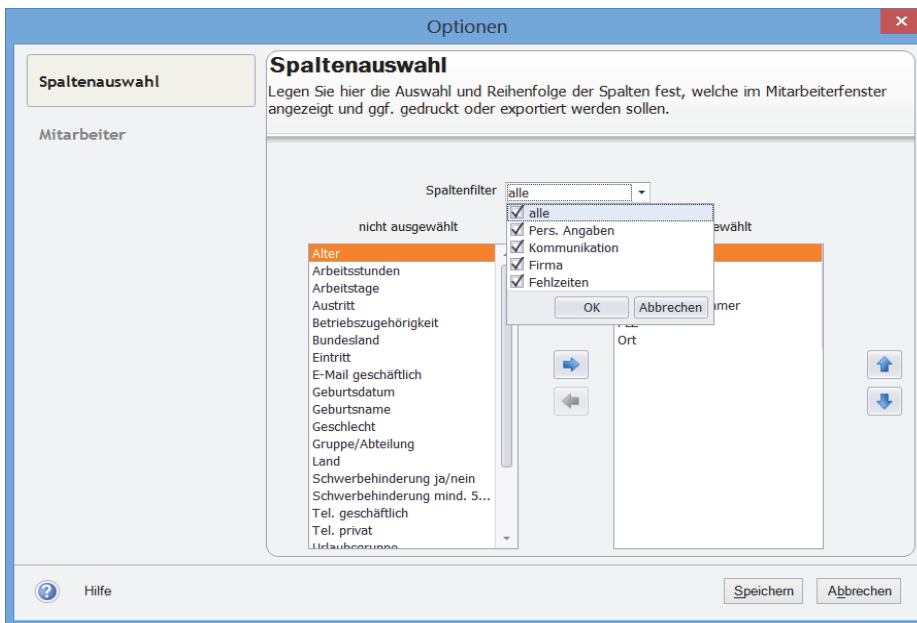 Optionen
Spaltenauswahl
Mitarbeiter
Spaltenauswahl
Legen Sie hier die Auswahl und Reihenfolge der Spalten fest, welche im Mitarbeiterfenster
angezeigt und ggf. gedruckt oder exportiert werden sollen.
Spaltenfilter alle
alle
Pers. Angaben
Kommunikation
Firma
Fehlzeiten
OK Abbrechen
nicht ausgewählt
Alter
Arbeitsstunden
Arbeitstage
Austritt
Betriebszugehörigkeit
Bundesland
Eintritt
E-Mail geschäftlich
Geburtsdatum
Geburtsname
Geschlecht
Gruppe/Abteilung
Land
Schwerbehinderung ja/nein
Schwerbehinderung mind. 5...
Tel. geschäftlich
Tel. privat
Urlaubsgruppe
ewählt
mmer
Ort
Hilfe
Speichern Abbrechen